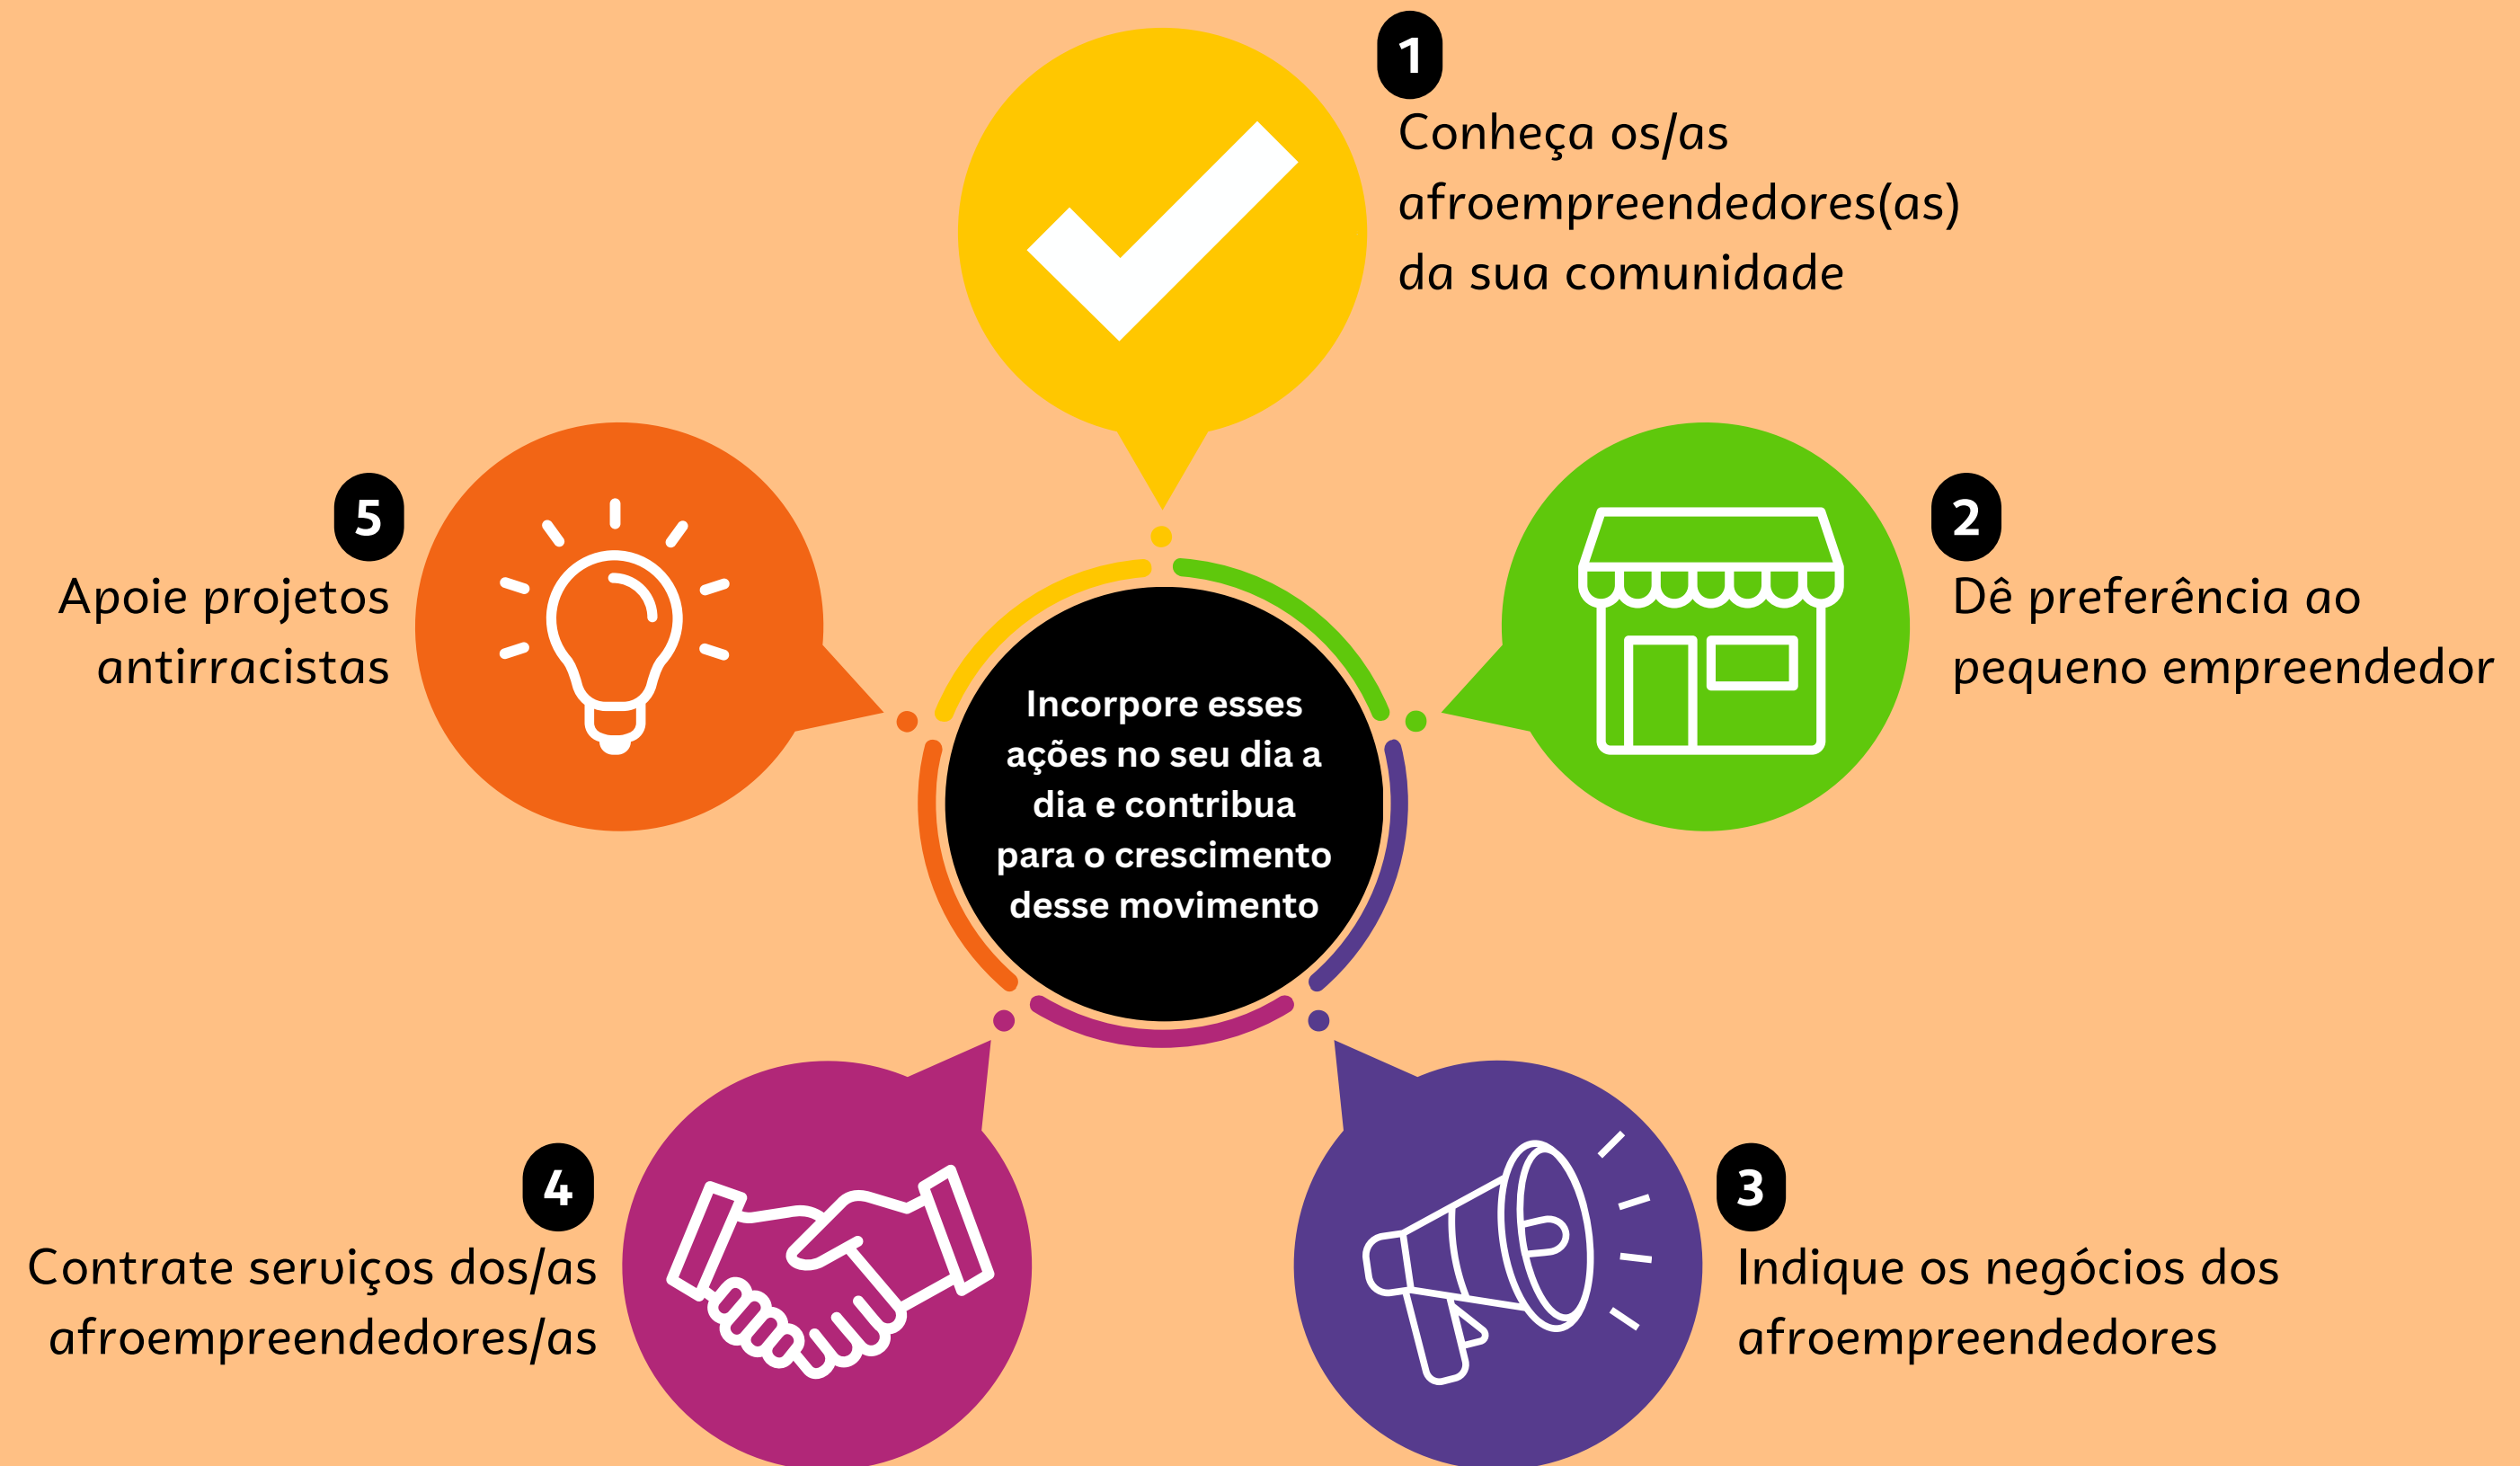 1
Conheça os/as
afroempreendedores(as)
da sua comunidade
2
Dê preferência ao
pequeno empreendedor
3
Indique os negócios dos
afroempreendedores
4
Contrate serviços dos/as
afroempreendedores/as
5
Apoie projetos
antirracistas
Incorpore esses
ações no seu dia a
dia e contribua
para o crescimento
desse movimento